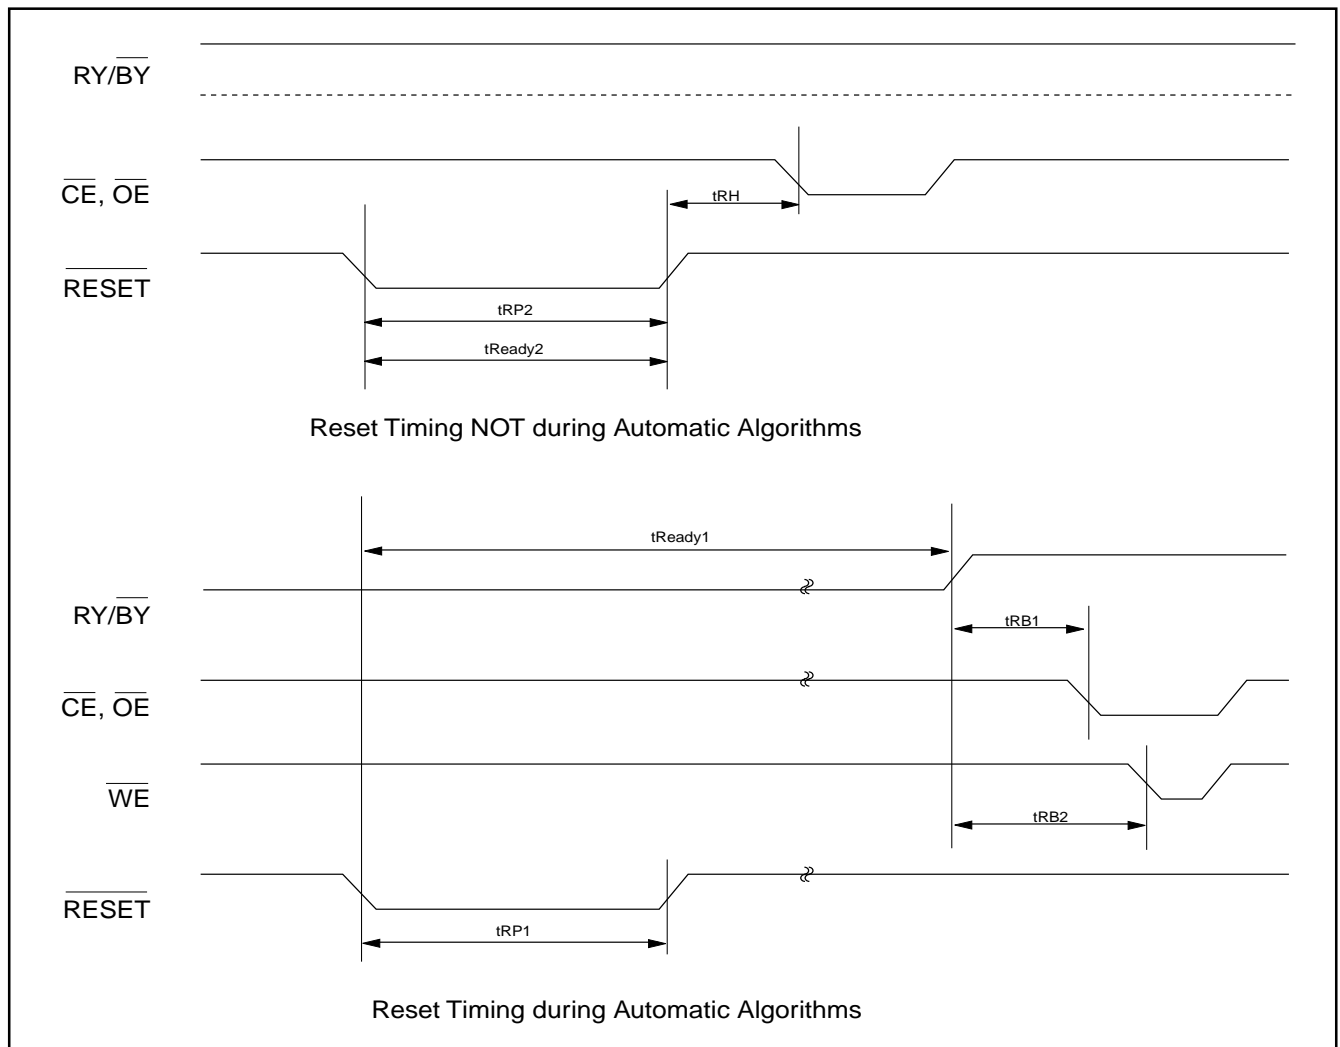 RY/BY
CE, OE
tRH
RESET
tRP2
tReady2
Reset Timing NOT during Automatic Algorithms
tReady1
RY/BY
tRB1
CE, OE
WE
tRB2
RESET
tRP1
Reset Timing during Automatic Algorithms